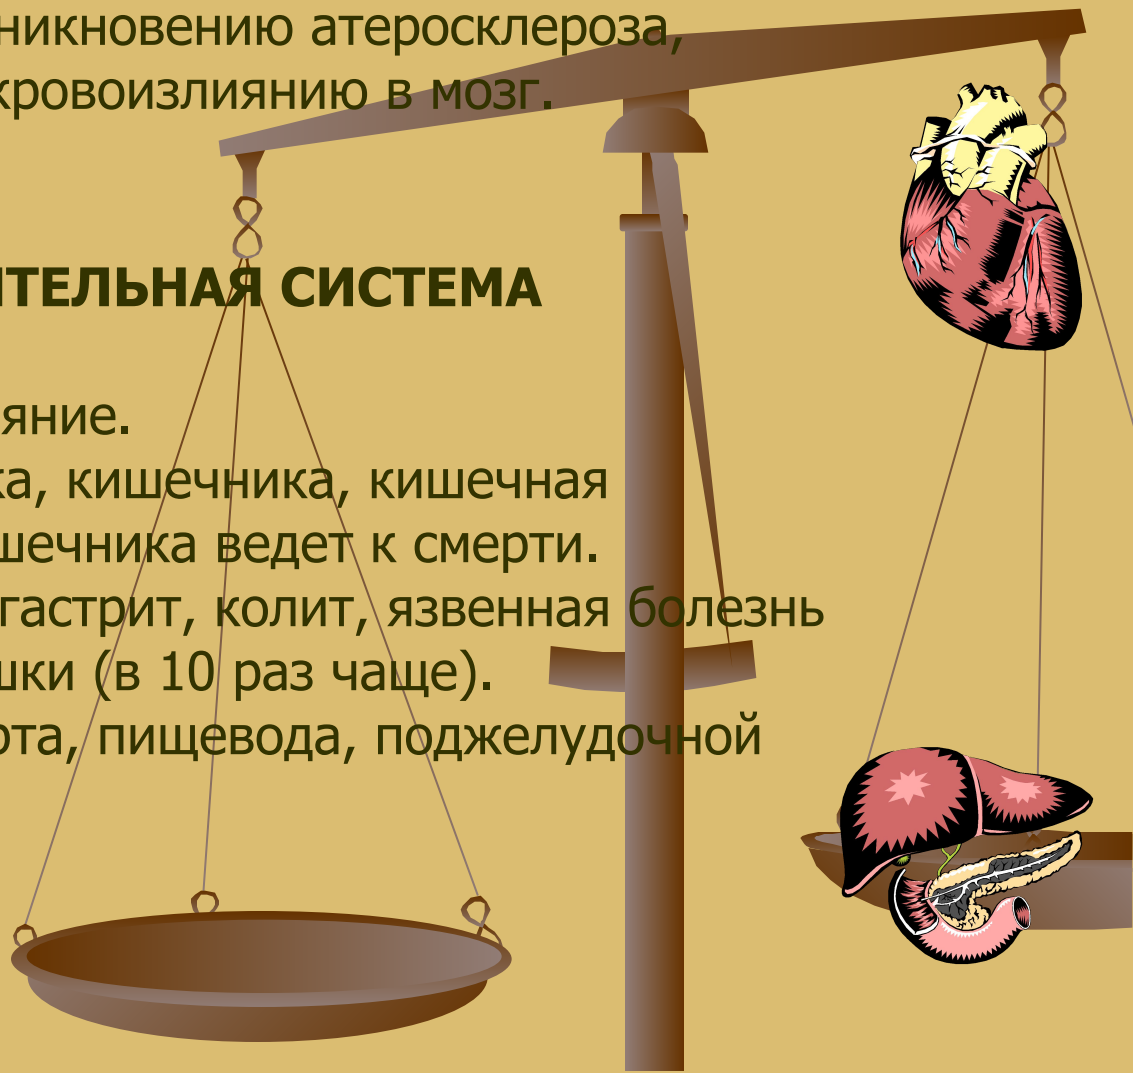 никновению атеросклероза,
кровоизлиянию в мозг.
ИТЕЛЬНАЯ СИСТЕМА
яние.
ка, кишечника, кишечная
шечника ведет к смерти.
гастрит, колит, язвенная болезнь
шки (в 10 раз чаще).
рта, пищевода, поджелудочной